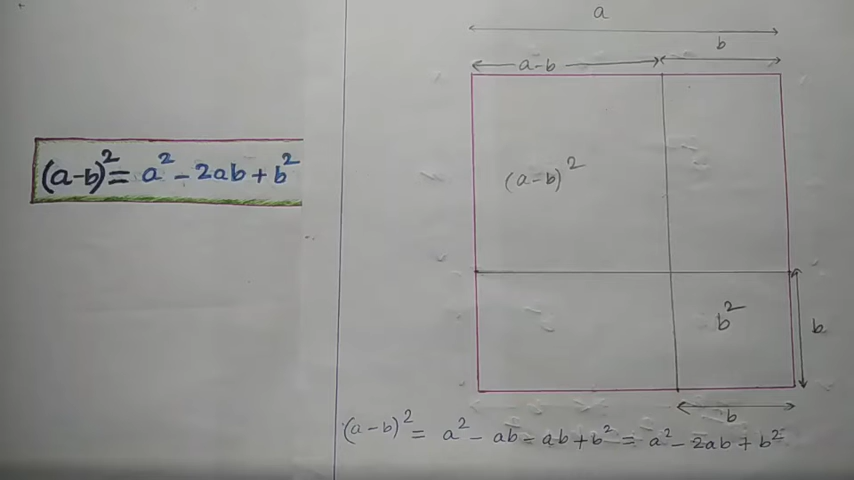 (a-b)² = a² - 2ab + b²
a
b
a-b
(a-b)²
b²
b
b
(a-b)² = a² - ab - ab + b² = a² - 2ab + b²